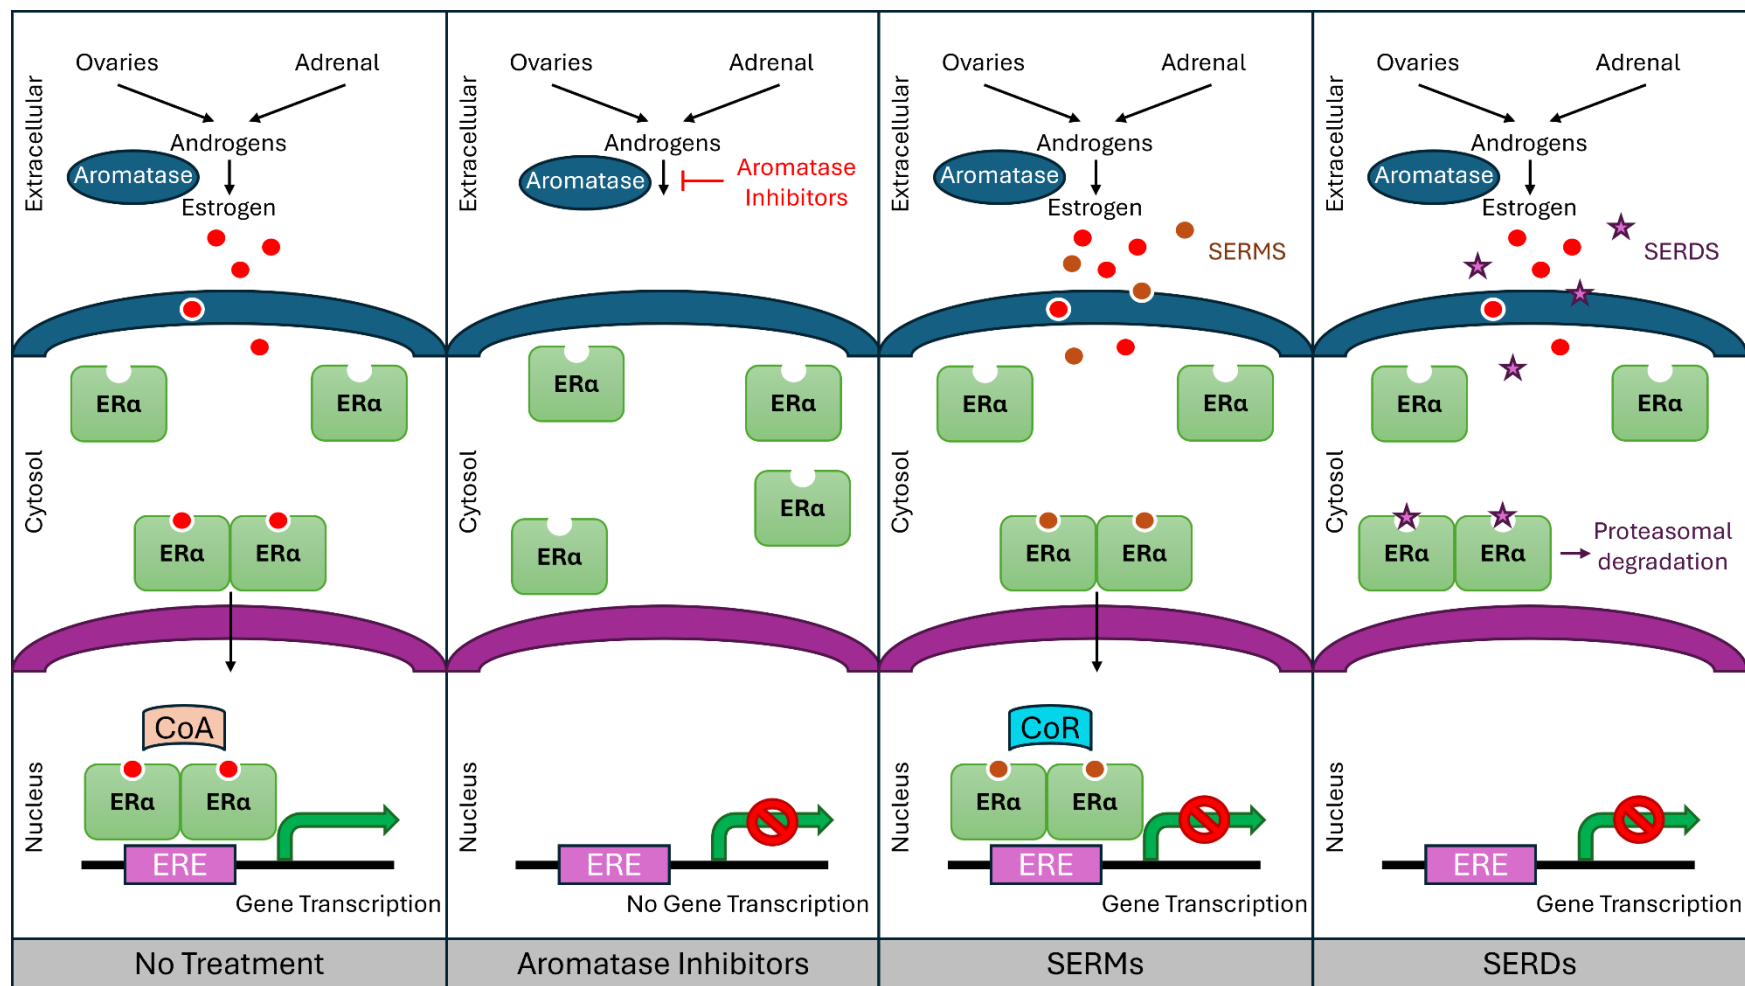 Extracellular
Ovaries
Adrenal
Androgens
Aromatase
Estrogen
Cytosol
ERα
ERα
ERα
ERα
Nucleus
CoA
ERα
ERα
ERE
Gene Transcription
No Treatment
Extracellular
Ovaries
Adrenal
Androgens
Aromatase
Aromatase
Inhibitors
Cytosol
ERα
ERα
ERα
ERα
Nucleus
ERE
No Gene Transcription
Aromatase Inhibitors
Extracellular
Ovaries
Adrenal
Androgens
Aromatase
Estrogen
SERMS
Cytosol
ERα
ERα
ERα
ERα
Nucleus
CoR
ERα
ERα
ERE
Gene Transcription
SERMs
Extracellular
Ovaries
Adrenal
Androgens
Aromatase
Estrogen
SERDS
Cytosol
ERα
ERα
ERα
ERα
Proteasomal
degradation
Nucleus
ERE
Gene Transcription
SERDs